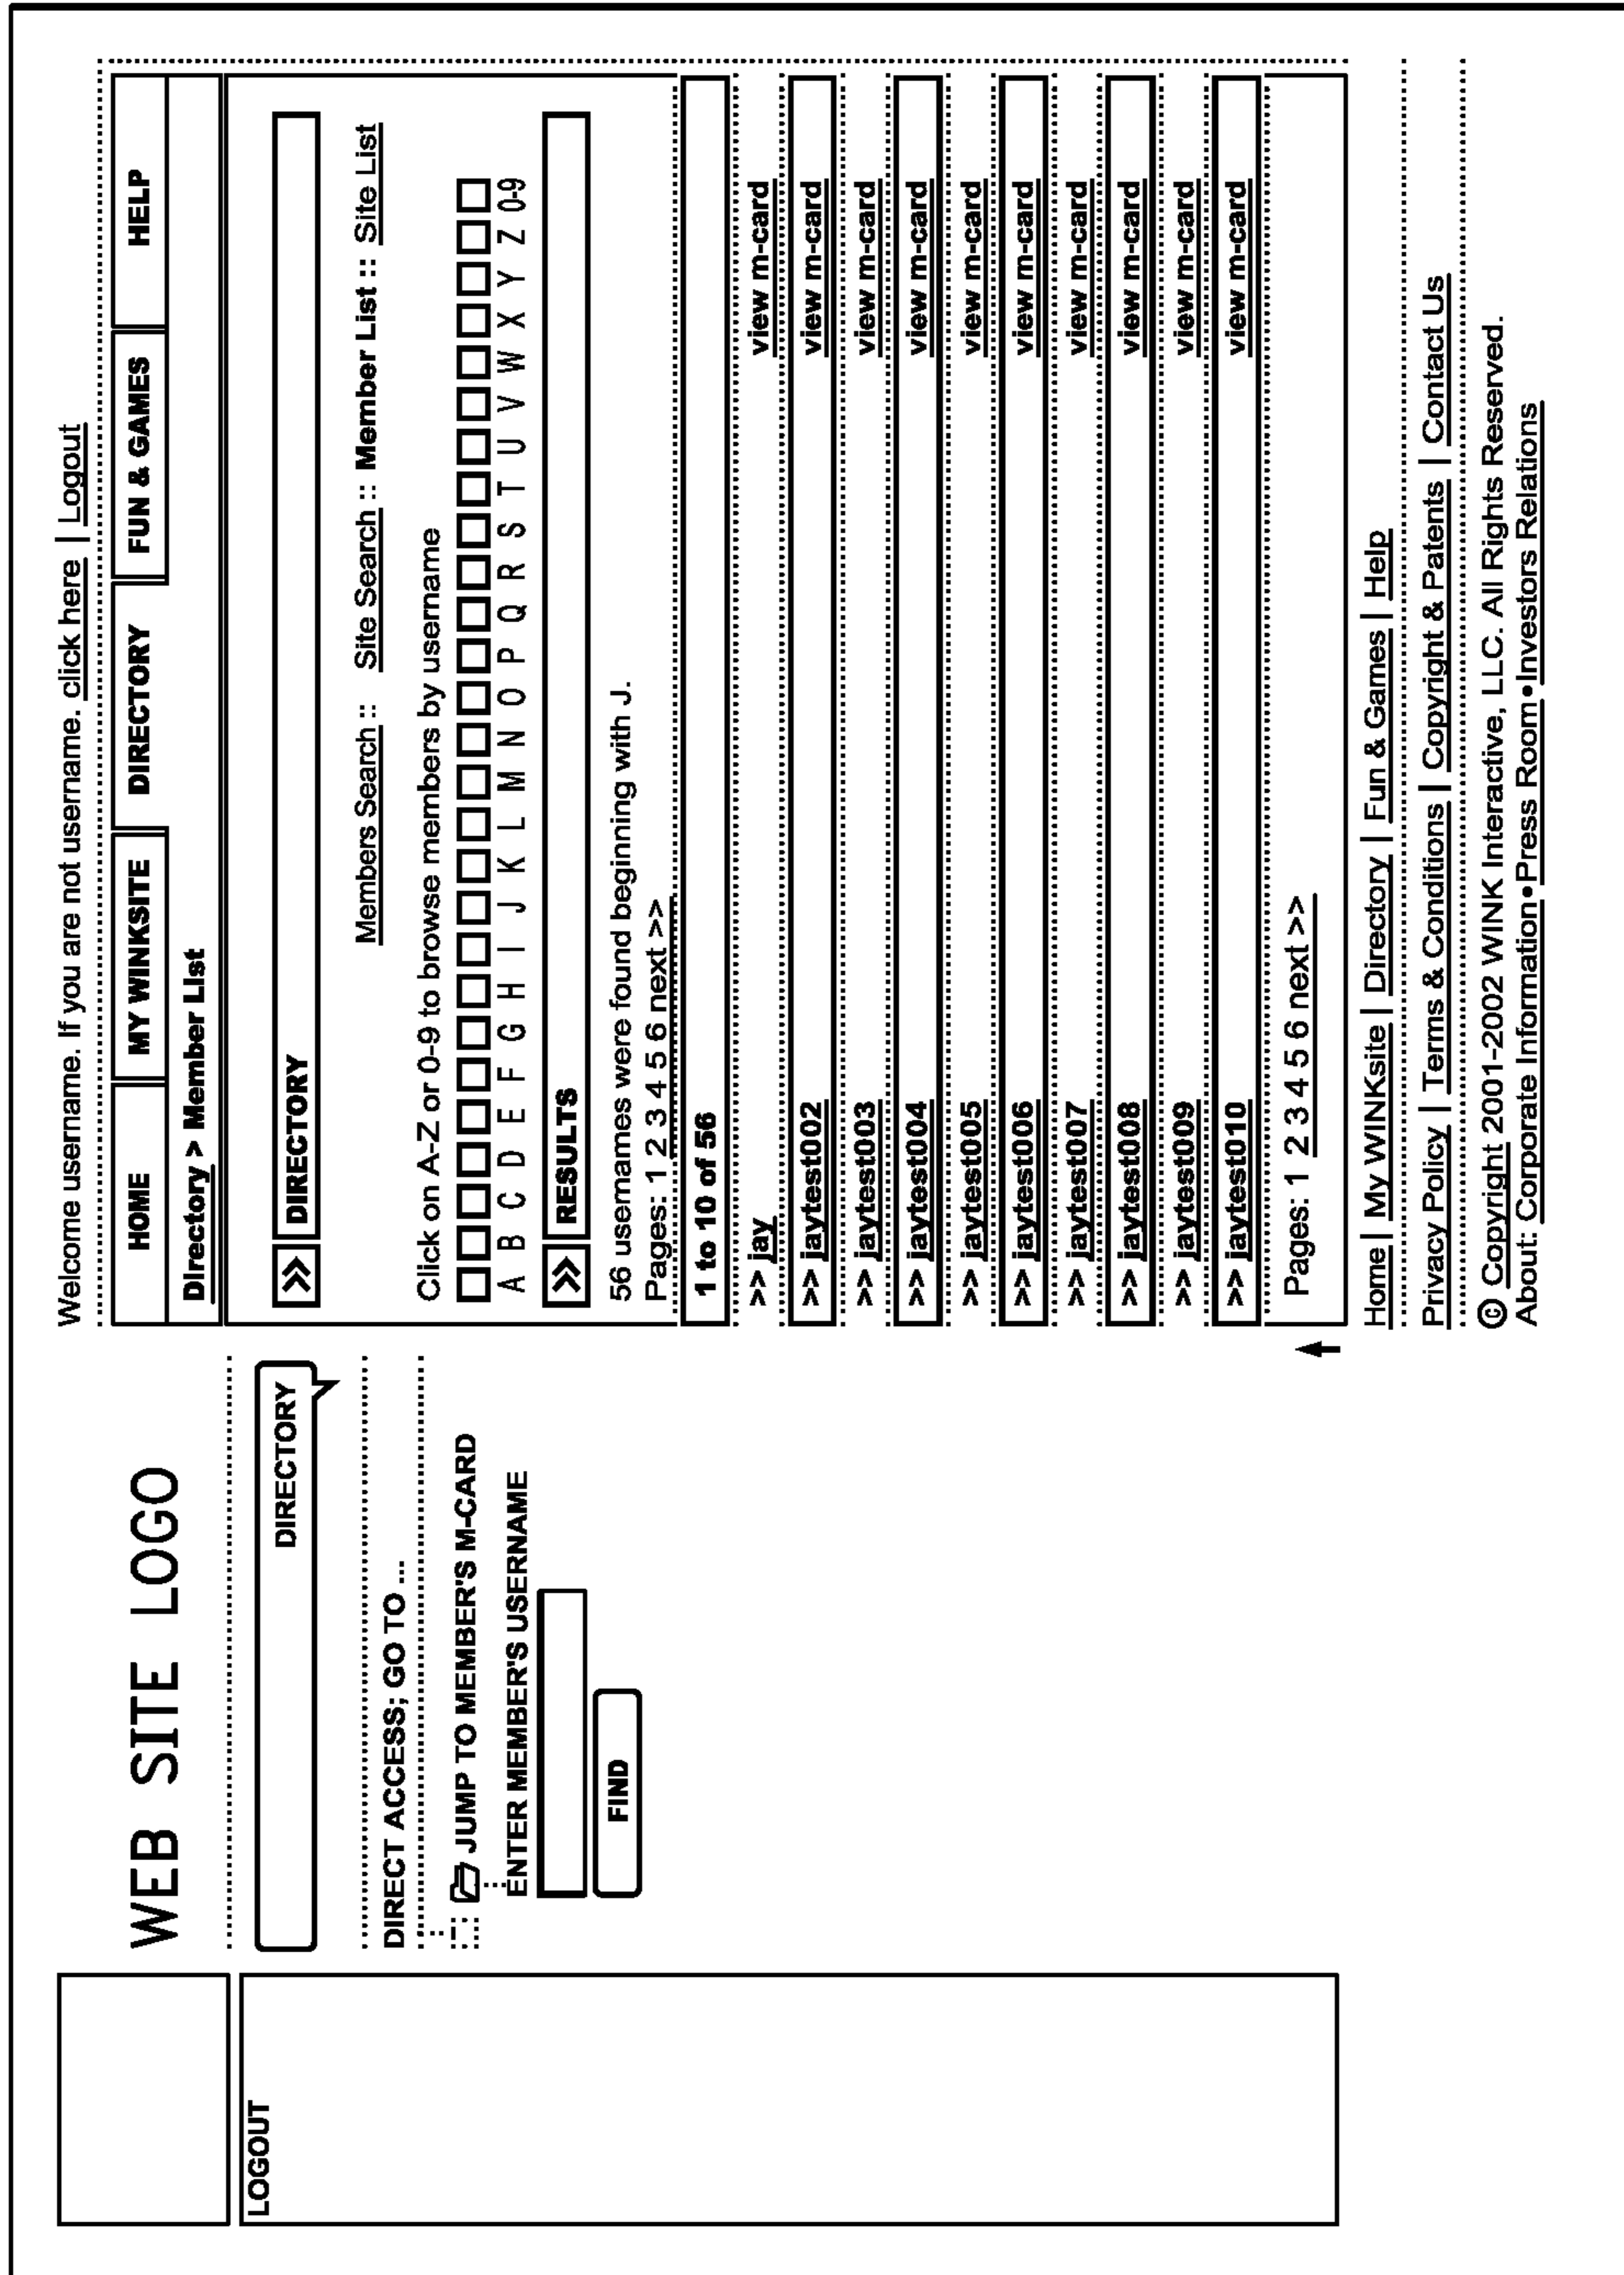 LOGOUT
WEB SITE LOGO
DIRECTORY
DIRECT ACCESS; GO TO ...
JUMP TO MEMBER'S M-CARD
ENTER MEMBER'S USERNAME
FIND
Welcome username. If you are not username. click here | Logout
HOME MY WINKSITE DIRECTORY FUN & GAMES HELP
Directory > Member List
>> DIRECTORY
Members Search :: Site Search :: Member List :: Site List
Click on A-Z or 0-9 to browse members by username
A B C D E F G H I J K L M N O P Q R S T U V W X Y Z 0-9
>> RESULTS
56 usernames were found beginning with J.
Pages: 1 2 3 4 5 6 next >>
1 to 10 of 56
>> jay view m-card
>> jaytest002 view m-card
>> jaytest003 view m-card
>> jaytest004 view m-card
>> jaytest005 view m-card
>> jaytest006 view m-card
>> jaytest007 view m-card
>> jaytest008 view m-card
>> jaytest009 view m-card
>> jaytest010 view m-card
Pages: 1 2 3 4 5 6 next >>
Home | My WINKsite | Directory | Fun & Games | Help
Privacy Policy | Terms & Conditions | Copyright & Patents | Contact Us
© Copyright 2001-2002 WINK Interactive, LLC. All Rights Reserved.
About: Corporate Information•Press Room•Investors Relations